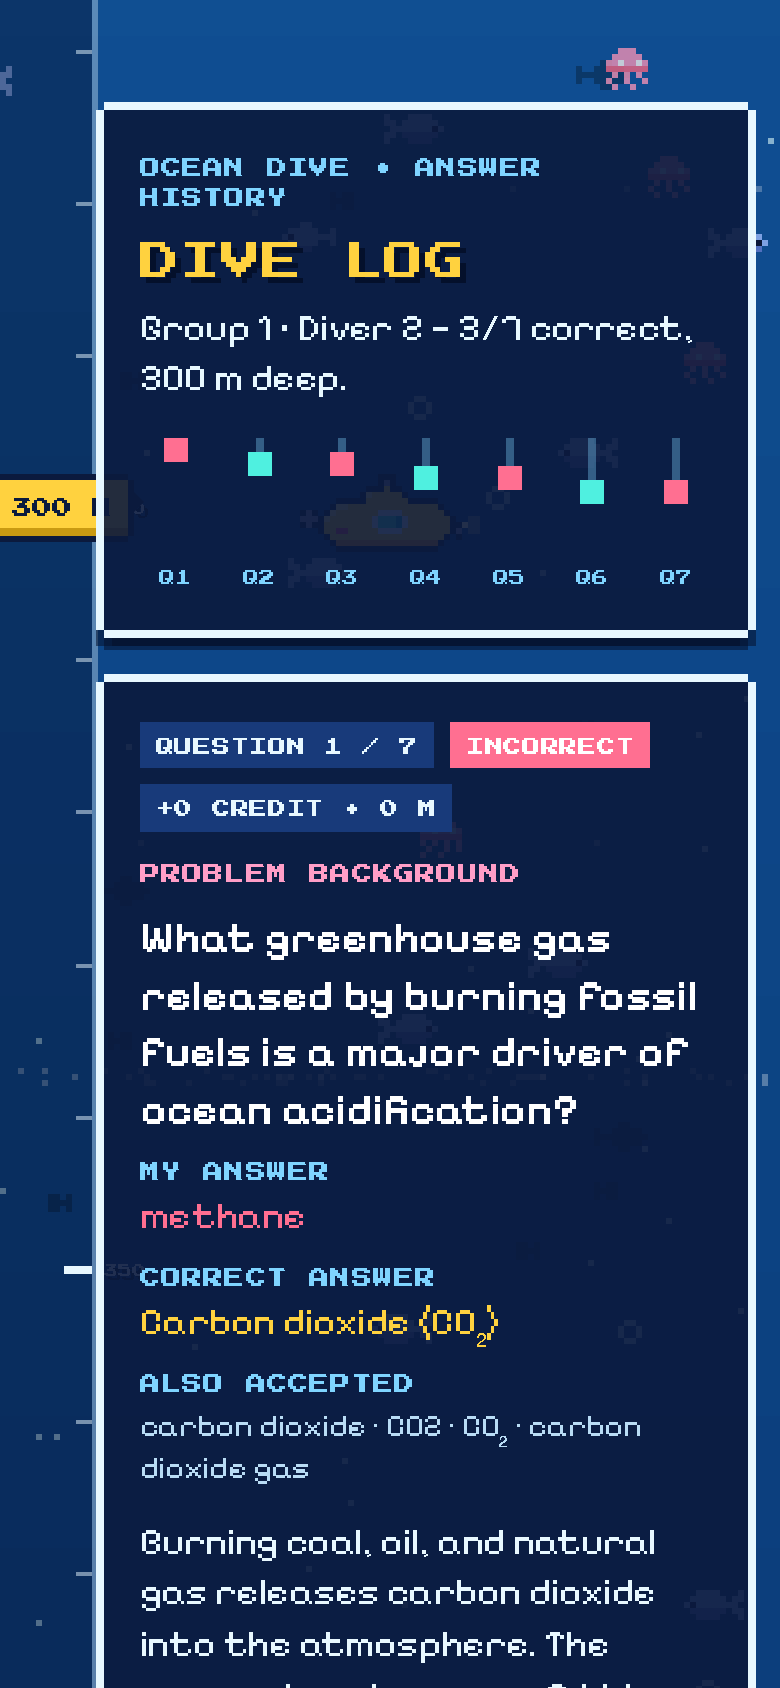 OCEAN DIVE • ANSWER
HISTORY
DIVE LOG
Group 1 · Diver 2 – 3/7 correct,
300 m deep.
300
Q1 Q2 Q3 Q4 Q5 Q6 Q7
QUESTION 1 / 7 INCORRECT
+0 CREDIT • 0 M
PROBLEM BACKGROUND
What greenhouse gas
released by burning fossil
fuels is a major driver of
ocean acidification?
MY ANSWER
methane
350
CORRECT ANSWER
Carbon dioxide (CO₂)
ALSO ACCEPTED
carbon dioxide · CO2 · CO₂ · carbon
dioxide gas
Burning coal, oil, and natural
gas releases carbon dioxide
into the atmosphere. The